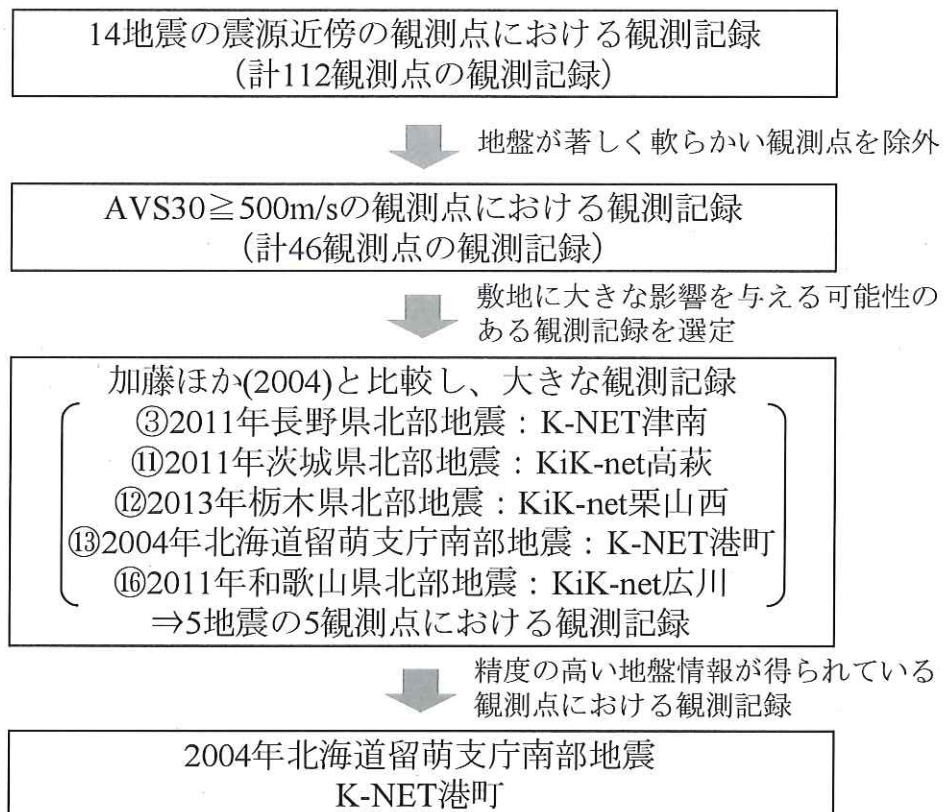 14地震の震源近傍の観測点における観測記録
（計112観測点の観測記録）
地盤が著しく軟らかい観測点を除外
AVS30≧500m/sの観測点における観測記録
（計46観測点の観測記録）
敷地に大きな影響を与える可能性の
ある観測記録を選定
加藤ほか(2004)と比較し、大きな観測記録
③2011年長野県北部地震：K-NET津南
⑪2011年茨城県北部地震：KiK-net高萩
⑫2013年栃木県北部地震：KiK-net栗山西
⑬2004年北海道留萌支庁南部地震：K-NET港町
⑯2011年和歌山県北部地震：KiK-net広川
⇒5地震の5観測点における観測記録
精度の高い地盤情報が得られている
観測点における観測記録
2004年北海道留萌支庁南部地震
K-NET港町